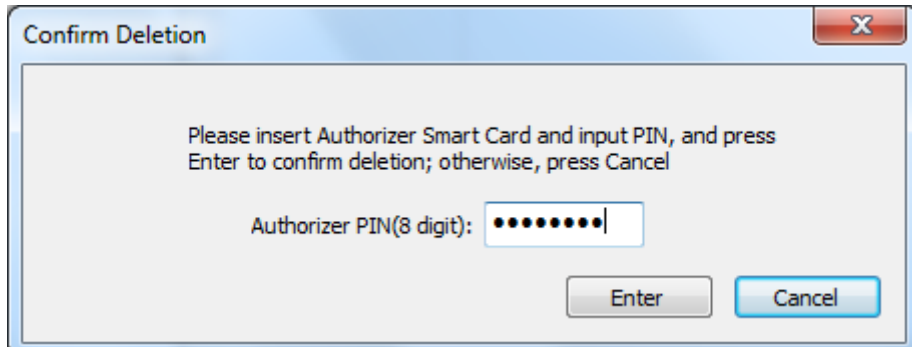 Confirm Deletion
Please insert Authorizer Smart Card and input PIN, and press
Enter to confirm deletion; otherwise, press Cancel
Authorizer PIN(8 digit): ●●●●●●●●
Enter Cancel